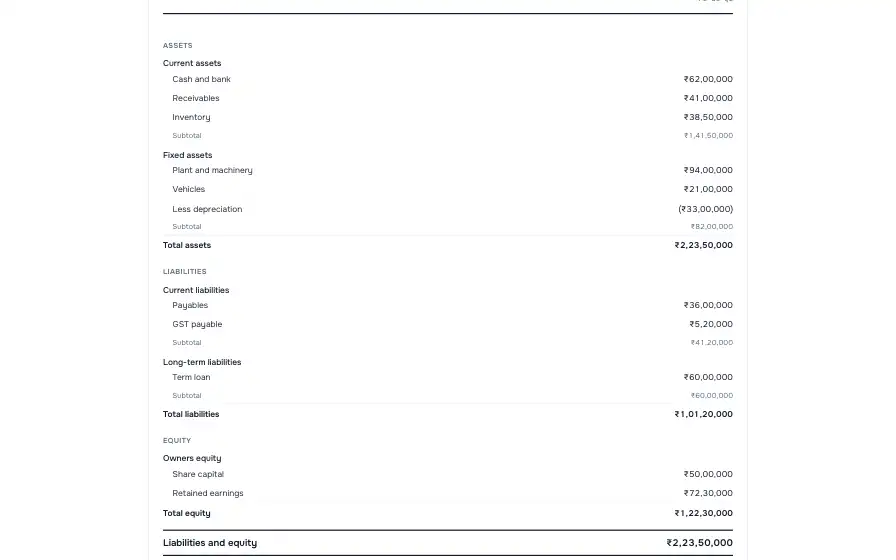 ASSETS
Current assets
Cash and bank ₹62,00,000
Receivables ₹41,00,000
Inventory ₹38,50,000
Subtotal ₹1,41,50,000
Fixed assets
Plant and machinery ₹94,00,000
Vehicles ₹21,00,000
Less depreciation (₹33,00,000)
Subtotal ₹82,00,000
Total assets ₹2,23,50,000
LIABILITIES
Current liabilities
Payables ₹36,00,000
GST payable ₹5,20,000
Subtotal ₹41,20,000
Long-term liabilities
Term loan ₹60,00,000
Subtotal ₹60,00,000
Total liabilities ₹1,01,20,000
EQUITY
Owners equity
Share capital ₹50,00,000
Retained earnings ₹72,30,000
Total equity ₹1,22,30,000
Liabilities and equity ₹2,23,50,000